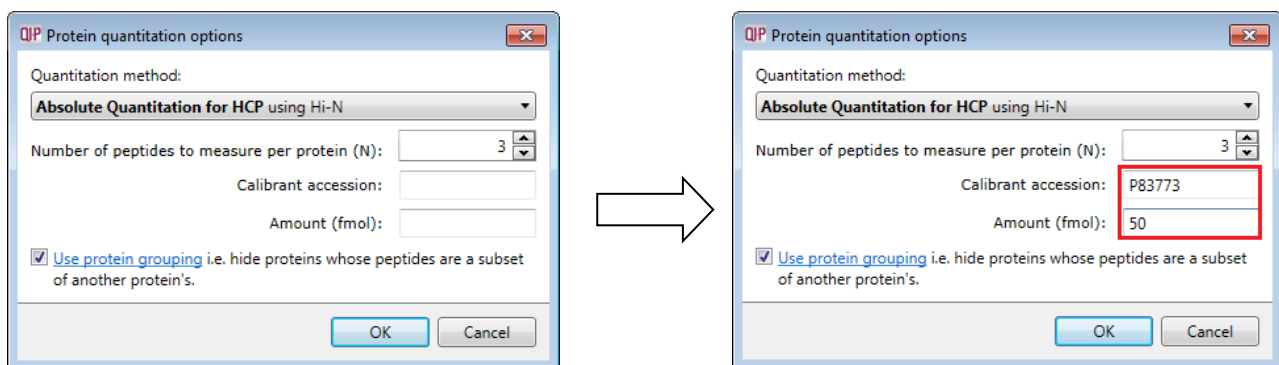 QIP Protein quantitation options
Quantitation method:
Absolute Quantitation for HCP using Hi-N
Number of peptides to measure per protein (N): 3
Calibrant accession:
Amount (fmol):
Use protein grouping i.e. hide proteins whose peptides are a subset
of another protein's.
OK Cancel
QIP Protein quantitation options
Quantitation method:
Absolute Quantitation for HCP using Hi-N
Number of peptides to measure per protein (N): 3
Calibrant accession: P83773
Amount (fmol): 50
Use protein grouping i.e. hide proteins whose peptides are a subset
of another protein's.
OK Cancel